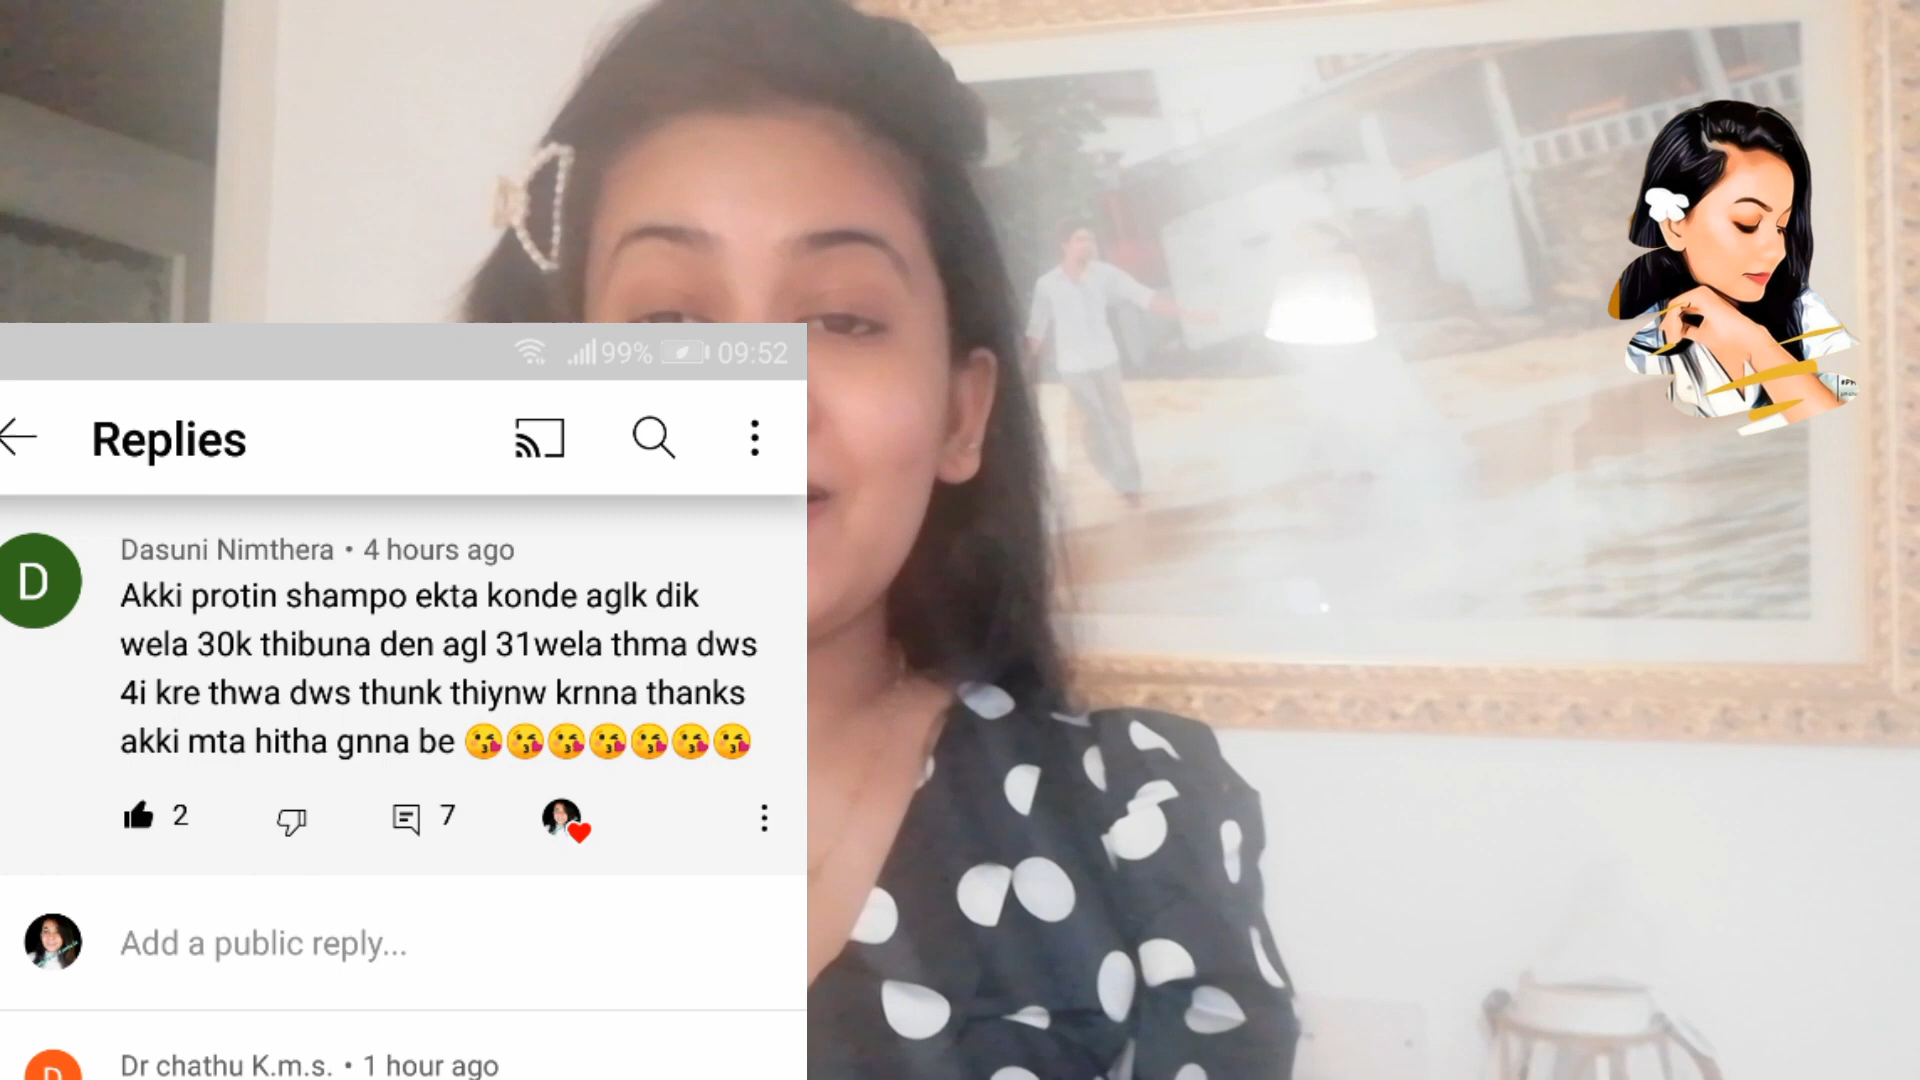 99% 09:52
Replies
Dasuni Nimthera • 4 hours ago
Akki protin shampo ekta konde aglk dik
wela 30k thibuna den agl 31wela thma dws
4i kre thwa dws thunk thiynw krnna thanks
akki mta hitha gnna be 😘😘😘😘😘😘😘
2 7
Add a public reply...
Dr chathu K.m.s. • 1 hour ago
D
D